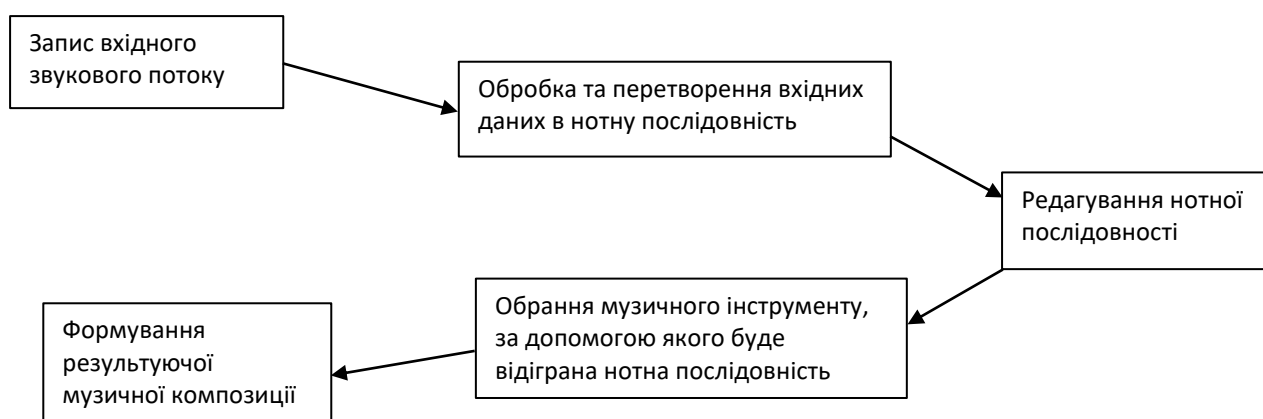 Запис вхідного
звукового потоку
Обробка та перетворення вхідних
даних в нотну послідовність
Редагування нотної
послідовності
Обрання музичного інструменту,
за допомогою якого буде
відіграна нотна послідовність
Формування
результуючої
музичної композиції